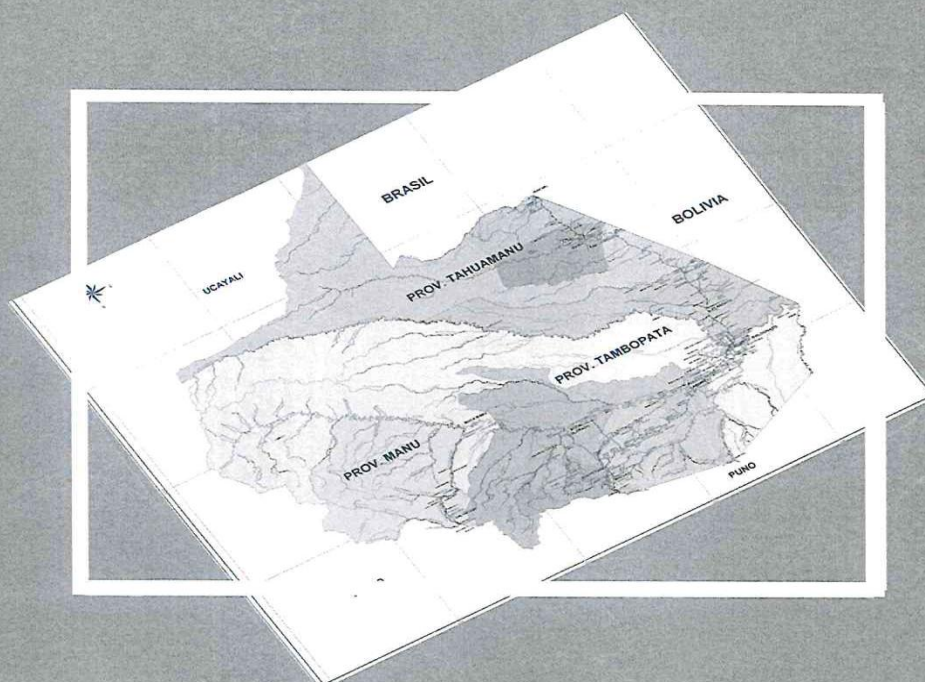 BRASIL
BOLIVIA
UCAYALI
PROV. TAHUAMANU
PROV. TAMBOPATA
PROV. MANU
PUNO